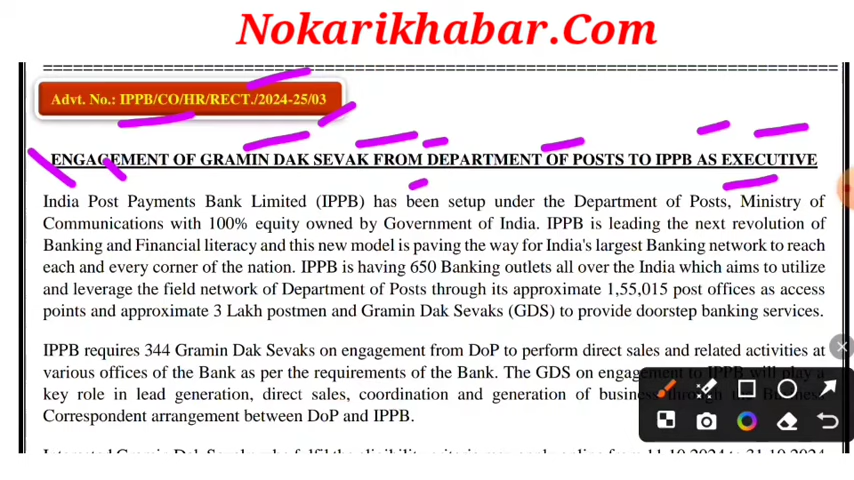 Nokarikhabar.Com
Advt. No.: IPPB/CO/HR/RECT./2024-25/03
ENGAGEMENT OF GRAMIN DAK SEVAK FROM DEPARTMENT OF POSTS TO IPPB AS EXECUTIVE
India Post Payments Bank Limited (IPPB) has been setup under the Department of Posts, Ministry of
Communications with 100% equity owned by Government of India. IPPB is leading the next revolution of
Banking and Financial literacy and this new model is paving the way for India's largest Banking network to reach
each and every corner of the nation. IPPB is having 650 Banking outlets all over the India which aims to utilize
and leverage the field network of Department of Posts through its approximate 1,55,015 post offices as access
points and approximate 3 Lakh postmen and Gramin Dak Sevaks (GDS) to provide doorstep banking services.
IPPB requires 344 Gramin Dak Sevaks on engagement from DoP to perform direct sales and related activities at
various offices of the Bank as per the requirements of the Bank. The GDS on engagement to IPPB will play a
key role in lead generation, direct sales, coordination and generation of business through the
Correspondent arrangement between DoP and IPPB.